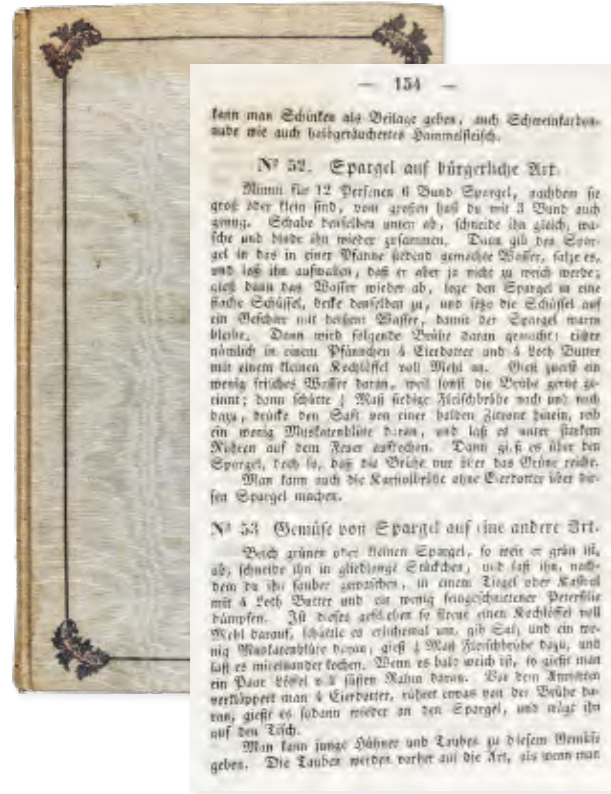 — 154 —
kann man Schinken als Beilage geben, auch Schweinkarbo-
nade wie auch halbgeräuchertes Hammelfleisch.
Nº 52. Spargel auf bürgerliche Art.
Nimm für 12 Personen 6 Bund Spargel, nachdem sie
groß oder klein sind, vom großen hast du mit 3 Bund auch
genug. Schabe denselben unten ab, schneide ihn gleich, wa-
sche und binde ihn wieder zusammen. Dann gib den Spar-
gel in das in einer Pfanne siedend gemachte Wasser, salze es,
und laß ihn aufwallen, daß er aber ja nicht zu weich werde;
gieß dann das Wasser wieder ab, lege den Spargel in eine
flache Schüssel, decke denselben zu, und setze die Schüssel auf
ein Geschirr mit heißem Wasser, damit der Spargel warm
bleibe. Dann wird folgende Brühe daran gemacht: rühre
nämlich in einem Pfännchen 4 Eierdotter und 4 Loth Butter
mit einem kleinen Kochlöffel voll Mehl an. Gieß zuerst ein
wenig frisches Wasser daran, weil sonst die Brühe gerne ge-
rinnt; dann schütte Maß siedige Fleischbrühe nach und nach
dazu, drücke den Saft von einer halben Zitrone hinein, reib
ein wenig Muskatenblüte daran, und laß es unter starkem
Rühren auf dem Feuer aufkochen. Dann gieß es über den
Spargel, doch so, daß die Brühe nur über das Grüne reiche.
Man kann auch die Kapriolbrühe ohne Eierdotter über die-
sen Spargel machen.
Nº 53 Gemüse von Spargel auf eine andere Art.
Brich grünen oder kleinen Spargel, so weit er grün ist,
ab, schneide ihn in gliedlange Stückchen, und laß ihn, nach-
dem du ihn sauber gewaschen, in einem Tiegel oder Kastrol
mit 4 Loth Butter und ein wenig feingeschnittener Petersilie
dämpfen. Ist dieses geschehen so streue einen Kochlöffel voll
Mehl darauf, schüttle es etlichemal um, gib Salz und ein we-
nig Muskatenblüte daran, gieß Maß Fleischbrühe dazu, und
laß es miteinander kochen. Wenn es bald weich ist, so gießt man
ein Paar Löffel voll süßen Rahm daran. Vor dem Anrichten
verkläppert man 4 Eierdotter, rührt etwas von der Brühe da-
ran, gießt es sodann wieder an den Spargel, und trägt ihn
auf den Tisch.
Man kann junge Hühner und Tauben zu diesem Gemüse
geben. Die Tauben werden vorher auf die Art, als wenn man